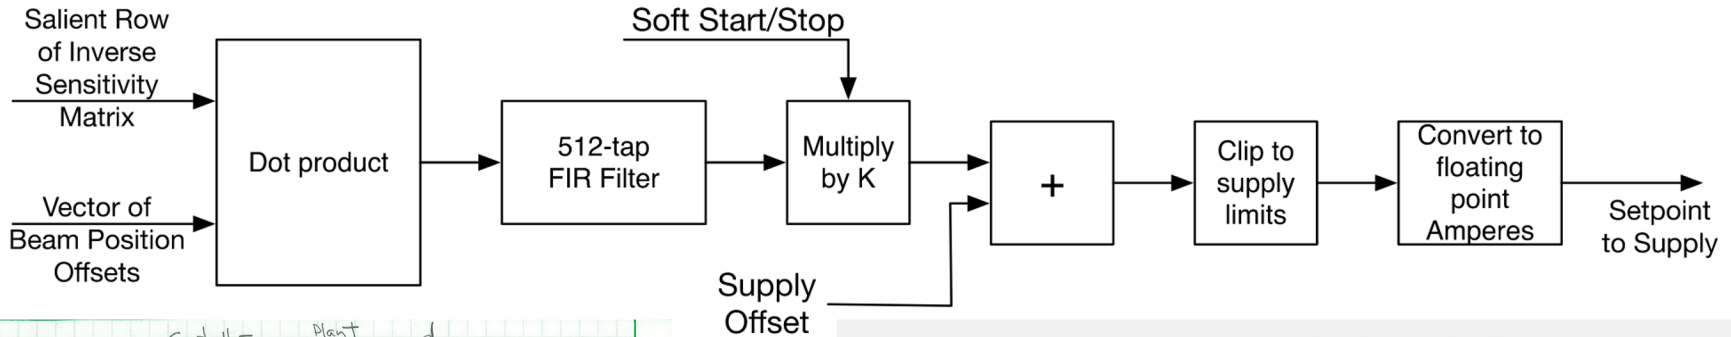 Salient Row
of Inverse
Sensitivity
Matrix
Vector of
Beam Position
Offsets
Dot product
512-tap
FIR Filter
Soft Start/Stop
Multiply
by K
Supply
Offset
+
Clip to
supply
limits
Convert to
floating
point
Amperes
Setpoint
to Supply
Plant